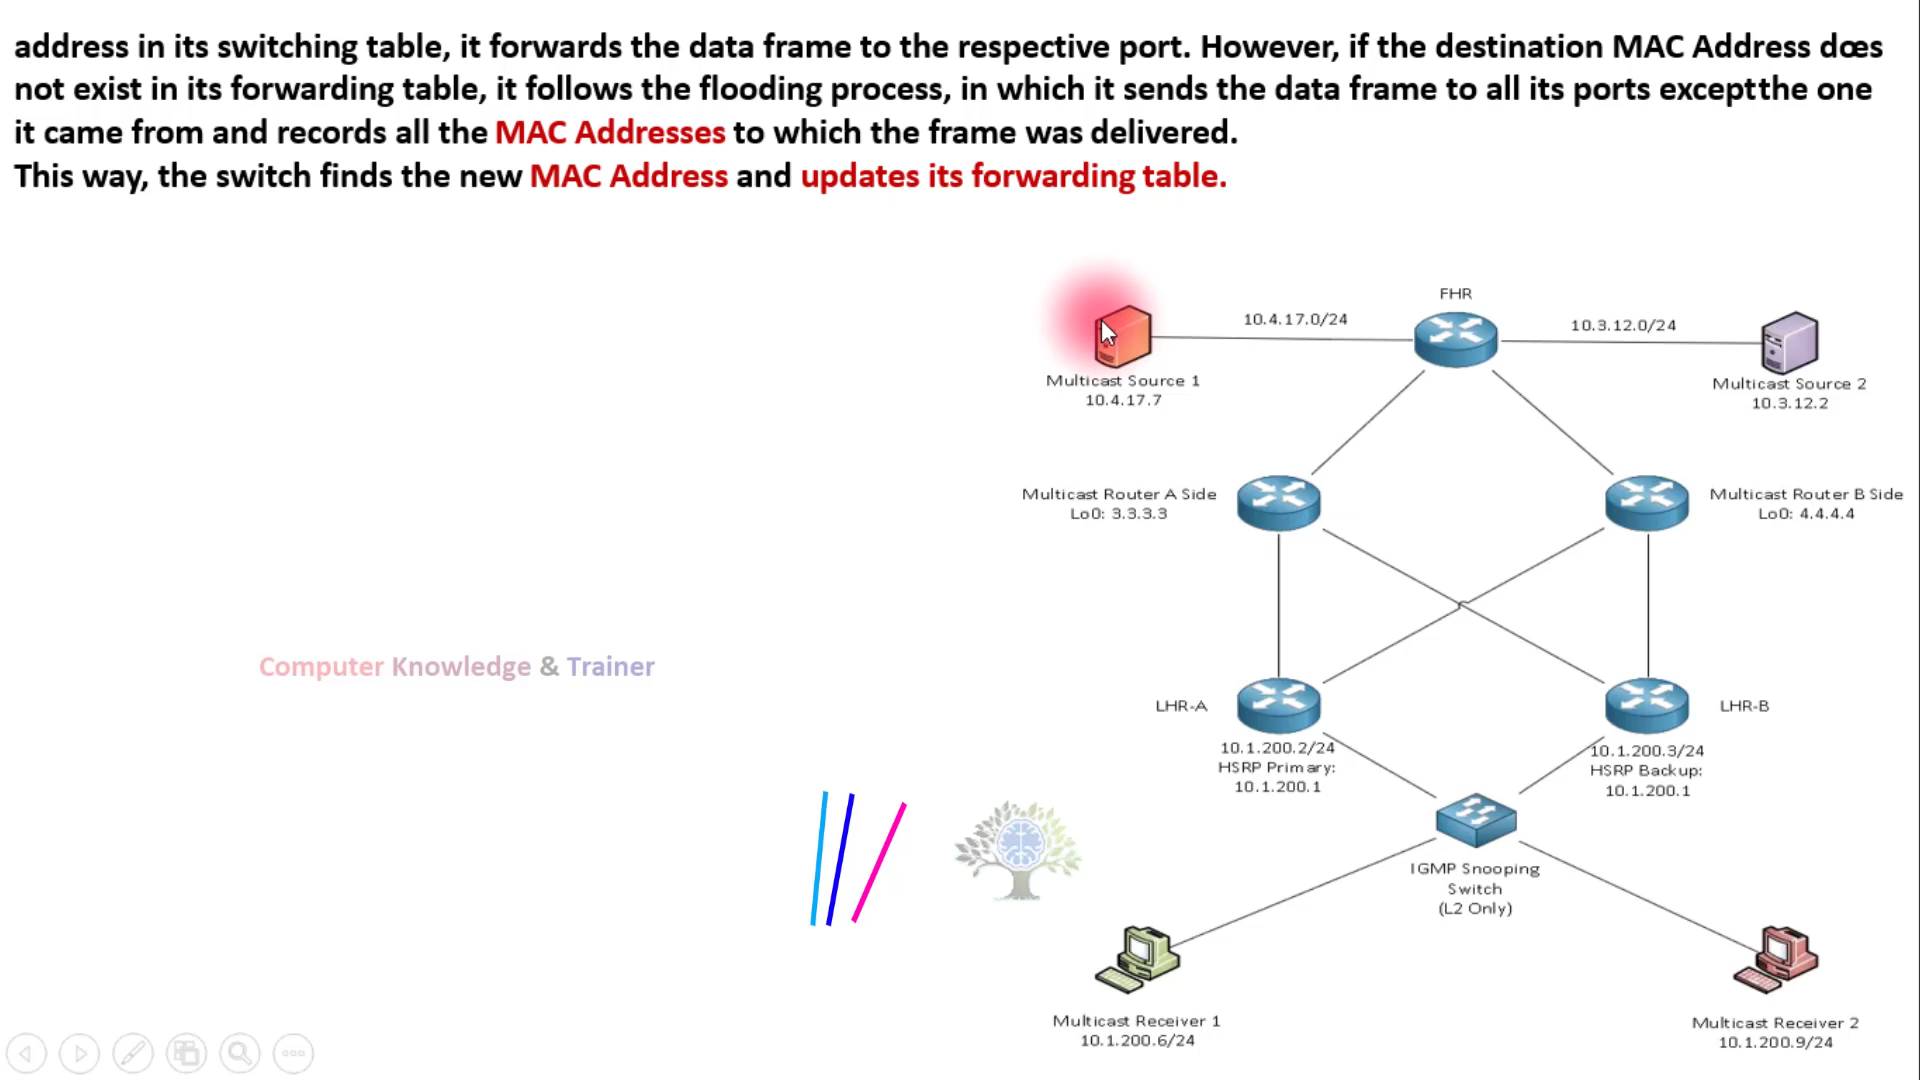 address in its switching table, it forwards the data frame to the respective port. However, if the destination MAC Address does
not exist in its forwarding table, it follows the flooding process, in which it sends the data frame to all its ports except the one
it came from and records all the MAC Addresses to which the frame was delivered.
This way, the switch finds the new MAC Address and updates its forwarding table.
FHR
10.4.17.0/24
10.3.12.0/24
Multicast Source 1
10.4.17.7
Multicast Source 2
10.3.12.2
Multicast Router A Side
Lo0: 3.3.3.3
Multicast Router B Side
Lo0: 4.4.4.4
Computer Knowledge & Trainer
LHR-A
LHR-B
10.1.200.2/24
HSRP Primary:
10.1.200.1
10.1.200.3/24
HSRP Backup:
10.1.200.1
IGMP Snooping
Switch
(L2 Only)
Multicast Receiver 1
10.1.200.6/24
Multicast Receiver 2
10.1.200.9/24